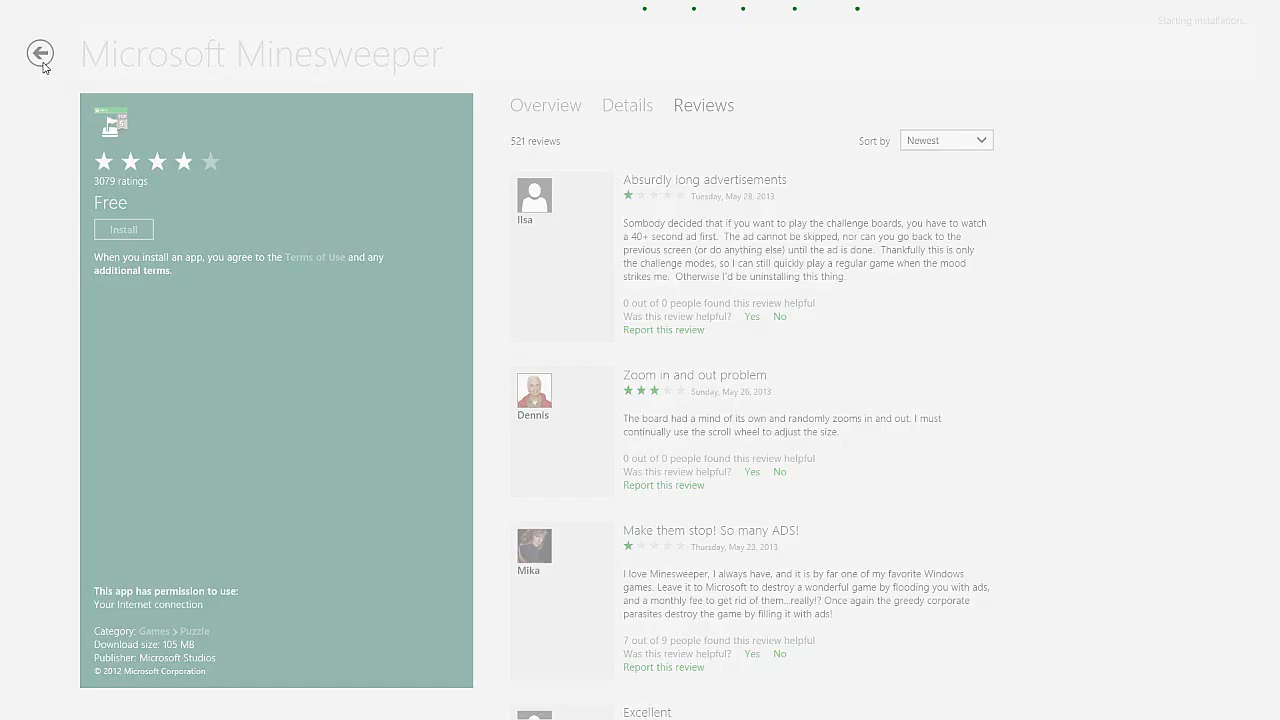 Starting installation...
Microsoft Minesweeper
3079 ratings
Free
Install
When you install an app, you agree to the Terms of Use and any
additional terms.
This app has permission to use:
Your Internet connection
Category: Games > Puzzle
Download size: 105 MB
Publisher: Microsoft Studios
© 2012 Microsoft Corporation
Overview Details Reviews
521 reviews
Sort by Newest
Ilsa
Absurdly long advertisements
Tuesday, May 28, 2013
Sombody decided that if you want to play the challenge boards, you have to watch
a 40+ second ad first. The ad cannot be skipped, nor can you go back to the
previous screen (or do anything else) until the ad is done. Thankfully this is only
the challenge modes, so I can still quickly play a regular game when the mood
strikes me. Otherwise I'd be uninstalling this thing.
0 out of 0 people found this review helpful
Was this review helpful? Yes No
Report this review
Dennis
Zoom in and out problem
Sunday, May 26, 2013
The board had a mind of its own and randomly zooms in and out. I must
continually use the scroll wheel to adjust the size.
0 out of 0 people found this review helpful
Was this review helpful? Yes No
Report this review
Mika
Make them stop! So many ADS!
Thursday, May 23, 2013
I love Minesweeper, I always have, and it is by far one of my favorite Windows
games. Leave it to Microsoft to destroy a wonderful game by flooding you with ads,
and a monthly fee to get rid of them...really!? Once again the greedy corporate
parasites destroy the game by filling it with ads!
7 out of 9 people found this review helpful
Was this review helpful? Yes No
Report this review
Excellent